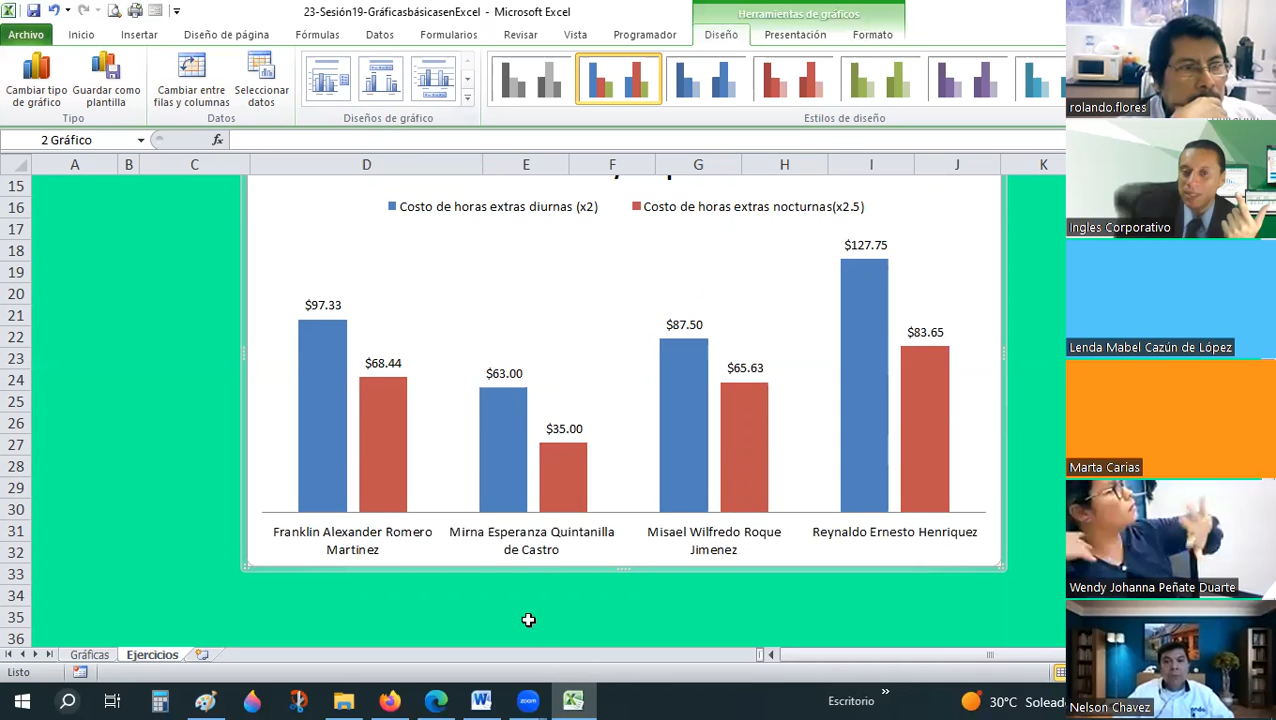 23-Sesión19-GráficasbásicasenExcel - Microsoft Excel
Herramientas de gráficos
Archivo Inicio Insertar Diseño de página Fórmulas Datos Formularios Revisar Vista Programador Diseño Presentación Formato
Cambiar tipo de gráfico
Guardar como plantilla
Cambiar entre filas y columnas
Seleccionar datos
Tipo Datos Diseños de gráfico Estilos de diseño
2 Gráfico fx
A B C D E F G H I J K
15
16
17
18
19
20
21
22
23
24
25
26
27
28
29
30
31
32
33
34
35
36
Costo de horas extras diurnas (x2) Costo de horas extras nocturnas(x2.5)
$97.33
$68.44
$63.00
$35.00
$87.50
$65.63
$127.75
$83.65
Franklin Alexander Romero
Martinez
Mirna Esperanza Quintanilla
de Castro
Misael Wilfredo Roque
Jimenez
Reynaldo Ernesto Henriquez
Gráficas Ejercicios
Listo
Escritorio » 30°C Solead
rolando.flores
Ingles Corporativo
Lenda Mabel Cazún de López
Marta Carias
Wendy Johanna Peñate Duarte
Nelson Chavez